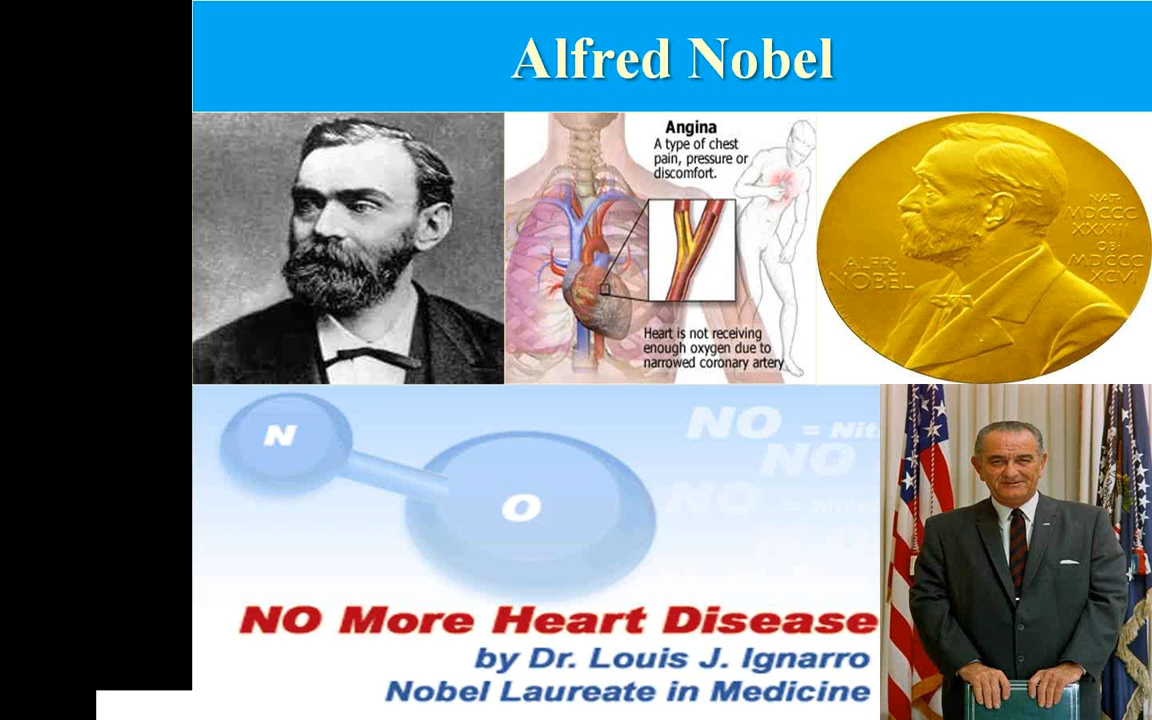 Alfred Nobel
Angina
A type of chest
pain, pressure or
discomfort.
Heart is not receiving
enough oxygen due to
narrowed coronary artery
ALFR·
NOBEL
NAT·
MDCCC
XXXIII
OB·
MDCCC
XCVI
N
O
NO = Nit
NO
NO
NO More Heart Disease
by Dr. Louis J. Ignarro
Nobel Laureate in Medicine